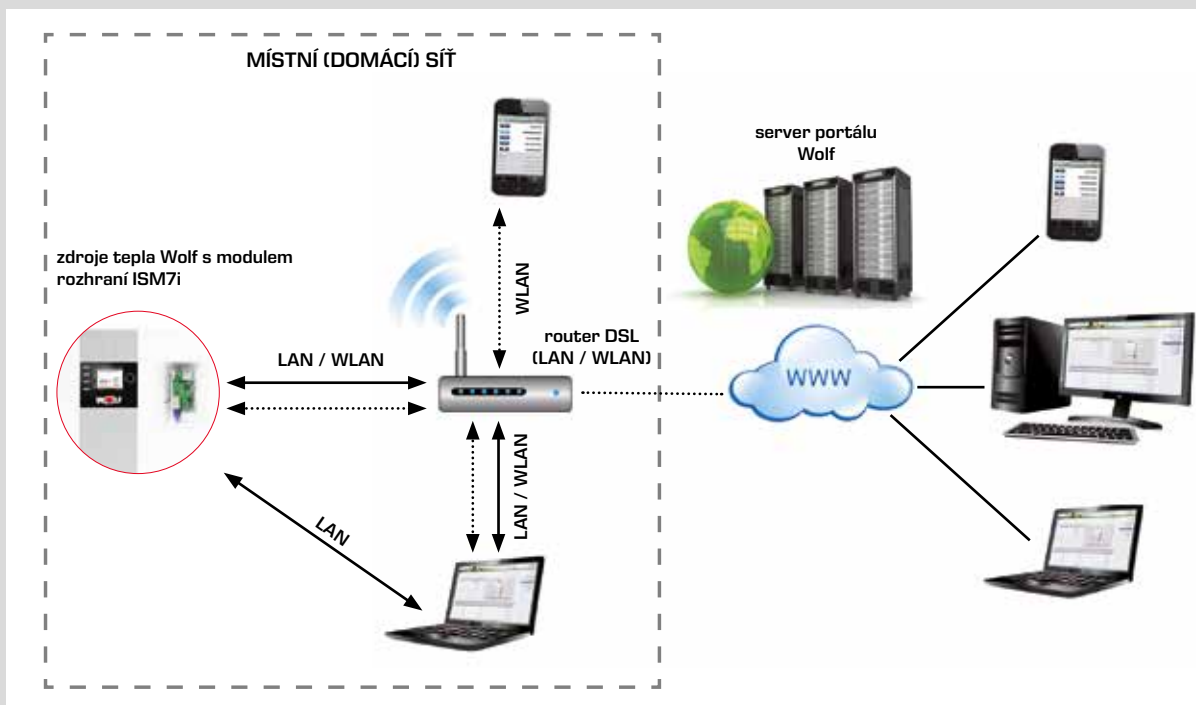 MÍSTNÍ (DOMÁCÍ) SÍŤ
server portálu
Wolf
zdroje tepla Wolf s modulem
rozhraní ISM7i
WLAN
router DSL
(LAN / WLAN)
LAN / WLAN
WWW
WOLF
LAN / WLAN
LAN